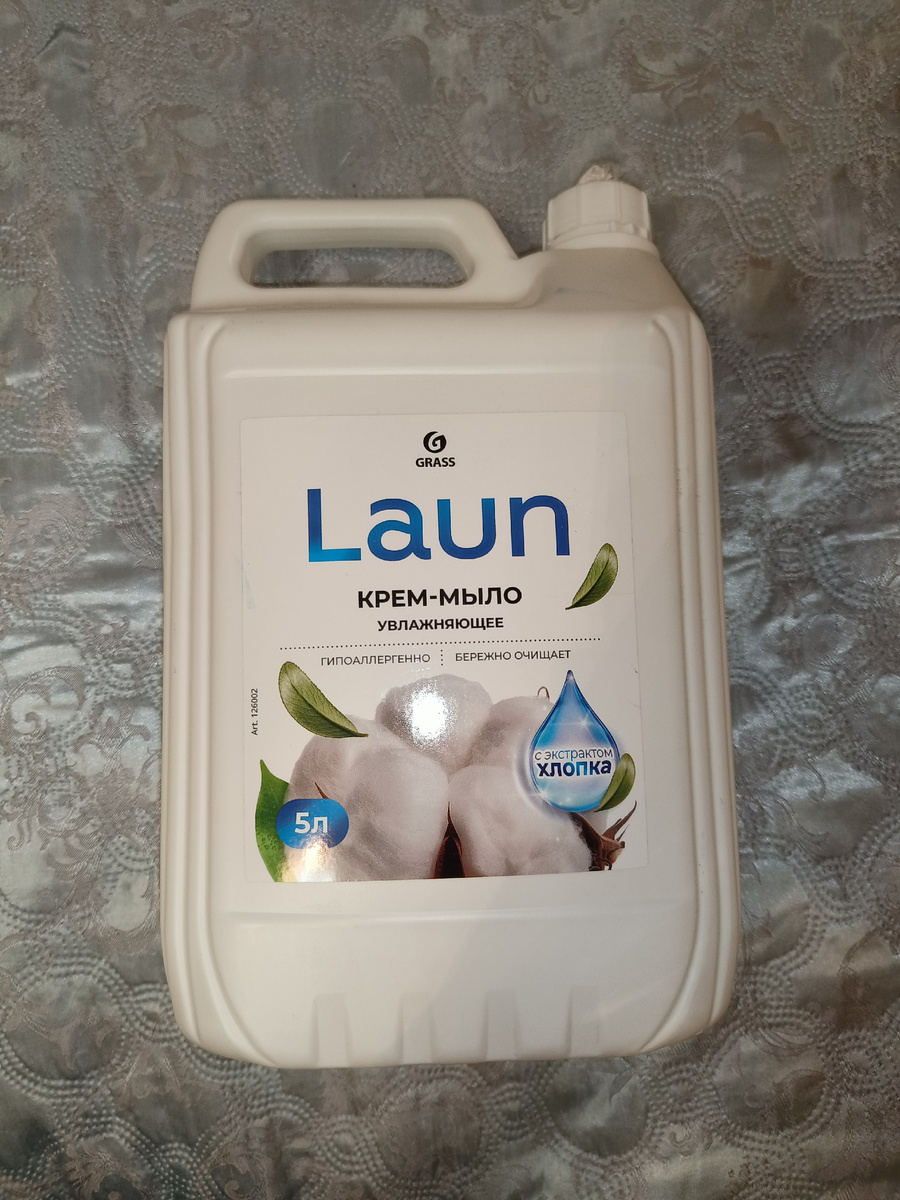 GRASS
Laun
КРЕМ-МЫЛО
УВЛАЖНЯЮЩЕЕ
ГИПОАЛЛЕРГЕННО БЕРЕЖНО ОЧИЩАЕТ
Art. 126002
с экстрактом
хлопка
5л